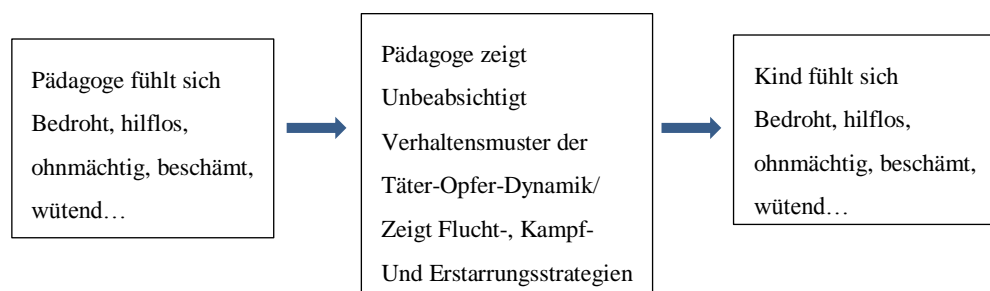 Pädagoge fühlt sich
Bedroht, hilflos,
ohnmächtig, beschämt,
wütend…
Pädagoge zeigt
Unbeabsichtigt
Verhaltensmuster der
Täter-Opfer-Dynamik/
Zeigt Flucht-, Kampf-
Und Erstarrungsstrategien
Kind fühlt sich
Bedroht, hilflos,
ohnmächtig, beschämt,
wütend…